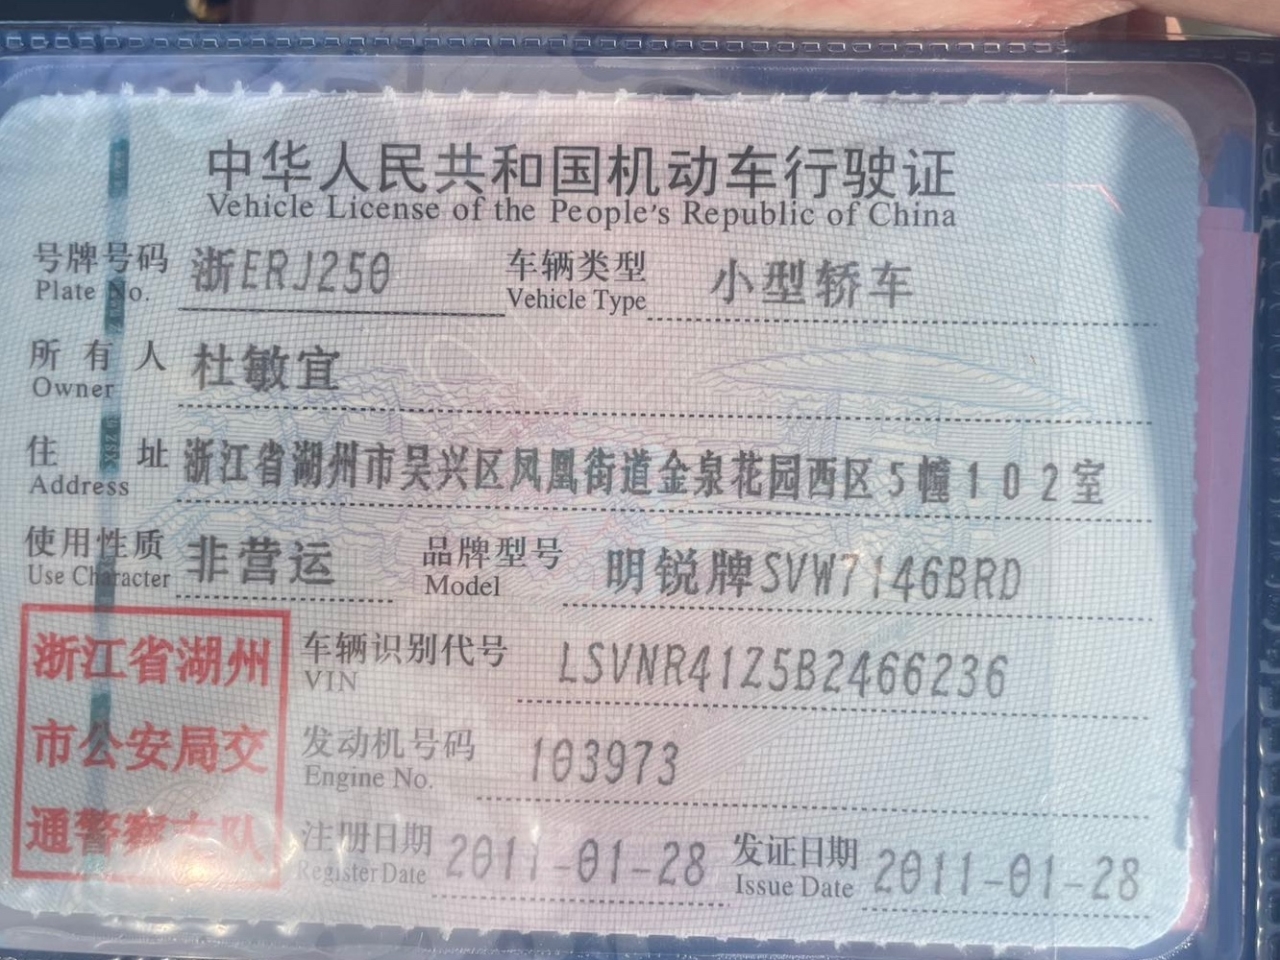 中华人民共和国机动车行驶证
Vehicle License of the People's Republic of China
号牌号码 浙ERJ250 车辆类型 小型轿车
Plate No. Vehicle Type
所有人 杜敏宜
Owner
住址 浙江省湖州市吴兴区凤凰街道金泉花园西区5幢102室
Address
使用性质 非营运 品牌型号 明锐牌SVW7146BRD
Use Character Model
车辆识别代号 LSVNR41Z5B2466236
VIN
发动机号码 103973
Engine No.
注册日期 2011-01-28 发证日期 2011-01-28
Register Date Issue Date
浙江省湖州
市公安局交
通警察支队